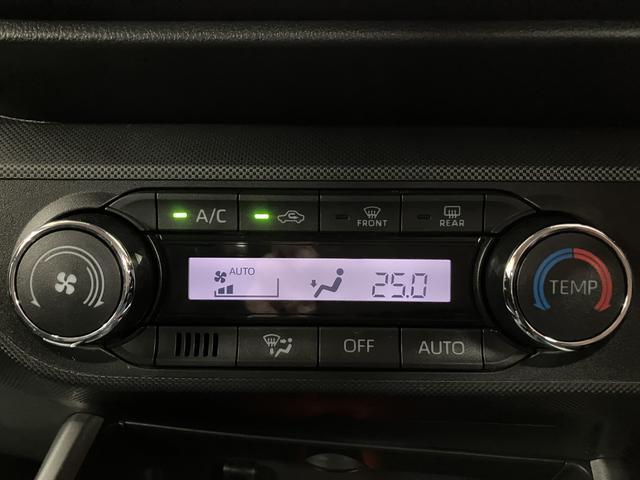 A/C
FRONT
REAR
AUTO
25.0
TEMP
OFF
AUTO